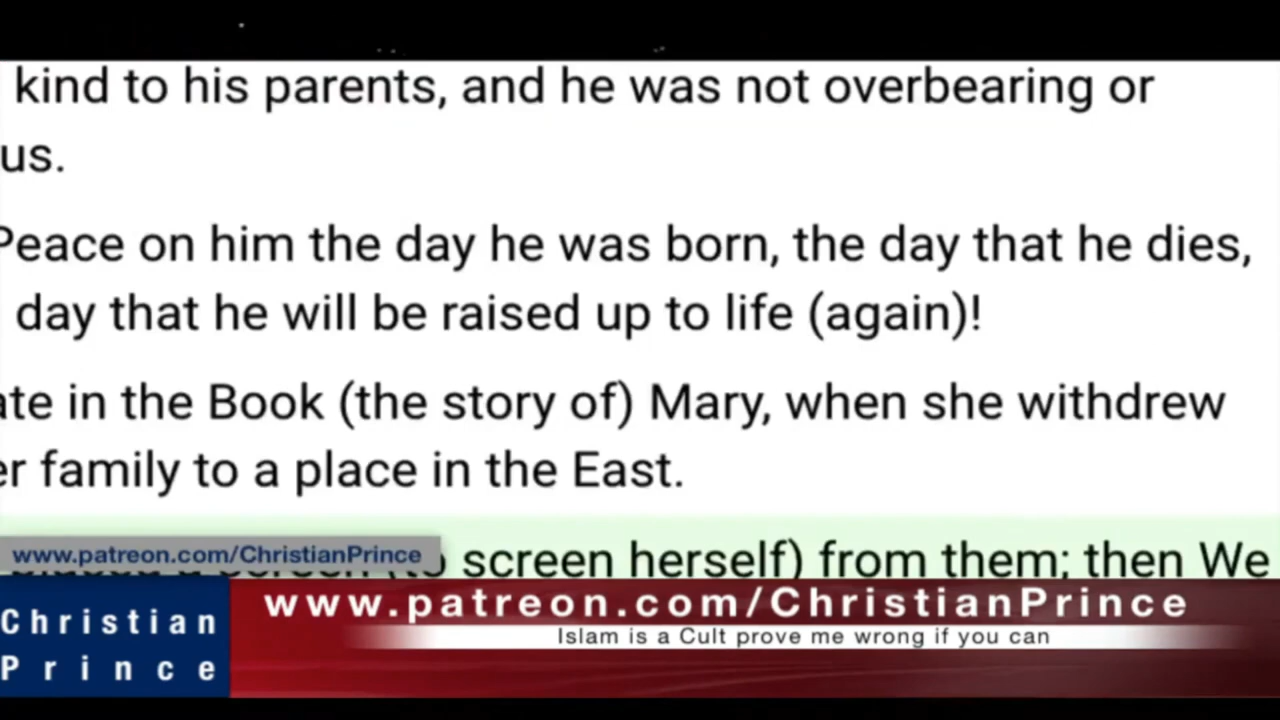 kind to his parents, and he was not overbearing or
us.
Peace on him the day he was born, the day that he dies,
day that he will be raised up to life (again)!
ate in the Book (the story of) Mary, when she withdrew
er family to a place in the East.
screen (to screen herself) from them; then We
www.patreon.com/ChristianPrince
www.patreon.com/ChristianPrince
Islam is a Cult prove me wrong if you can
Christian
Prince